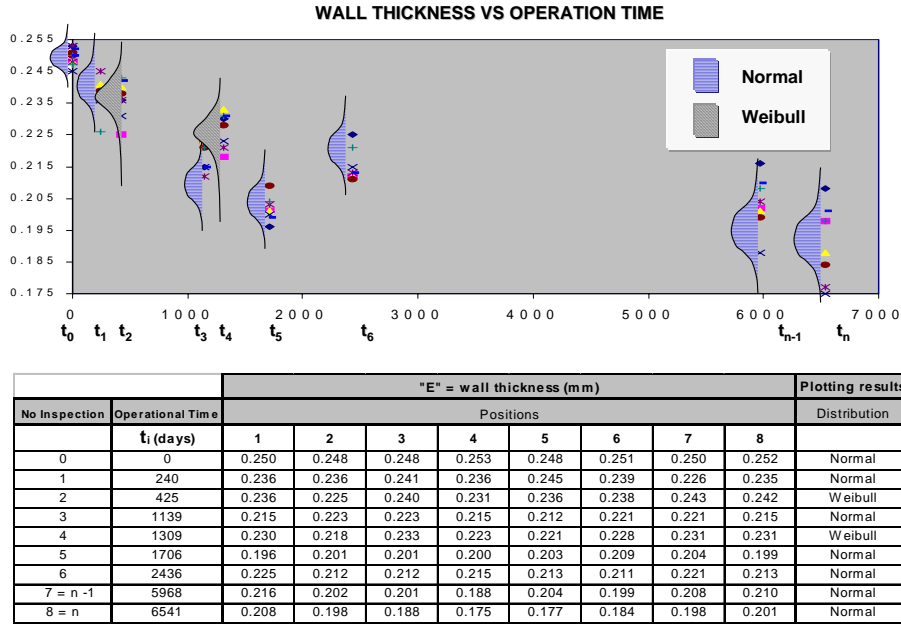 WALL THICKNESS VS OPERATION TIME
0.255
0.245
0.235
0.225
0.215
0.205
0.195
0.185
0.175
Normal
Weibull
0 1000 2000 3000 4000 5000 6000 7000
t0 t1 t2 t3 t4 t5 t6 tn-1 tn
"E" = wall thickness (mm) Plotting results
No Inspection Operational Time Positions Distribution
ti (days) 1 2 3 4 5 6 7 8
0 0 0.250 0.248 0.248 0.253 0.248 0.251 0.250 0.252 Normal
1 240 0.236 0.236 0.241 0.236 0.245 0.239 0.226 0.235 Normal
2 425 0.236 0.225 0.240 0.231 0.236 0.238 0.243 0.242 Weibull
3 1139 0.215 0.223 0.223 0.215 0.212 0.221 0.221 0.215 Normal
4 1309 0.230 0.218 0.233 0.223 0.221 0.228 0.231 0.231 Weibull
5 1706 0.196 0.201 0.201 0.200 0.203 0.209 0.204 0.199 Normal
6 2436 0.225 0.212 0.212 0.215 0.213 0.211 0.221 0.213 Normal
7 = n -1 5968 0.216 0.202 0.201 0.188 0.204 0.199 0.208 0.210 Normal
8 = n 6541 0.208 0.198 0.188 0.175 0.177 0.184 0.198 0.201 Normal